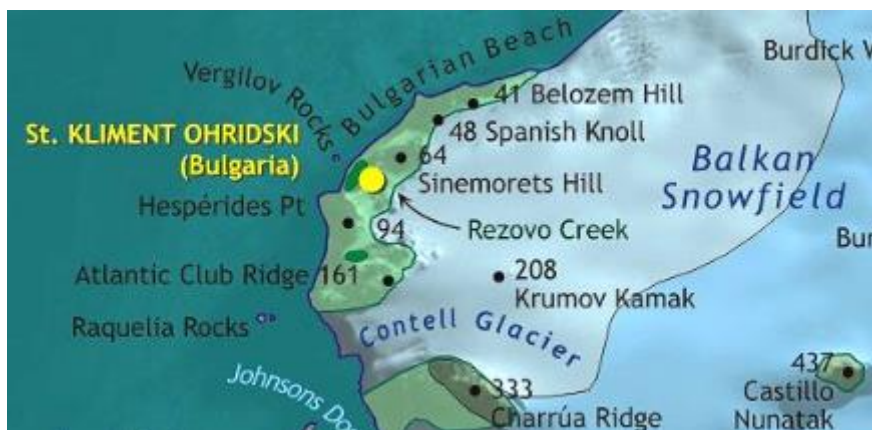 Burdick W
Bulgarian Beach
Vergilov Rocks
41 Belozem Hill
St. KLIMENT OHRIDSKI
(Bulgaria)
48 Spanish Knoll
64
Sinemorets Hill
Balkan
Snowfield
Hespérides Pt
94
Rezovo Creek
Bur
Atlantic Club Ridge 161
208
Krumov Kamak
Raquelia Rocks
Contell Glacier
Johnsons Do
333
Charrúa Ridge
437
Castillo
Nunatak